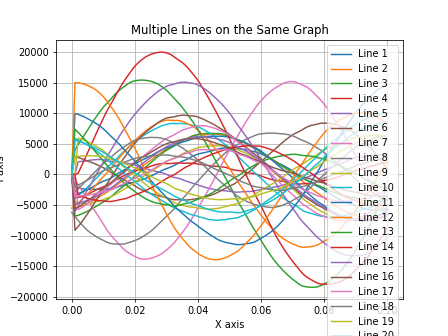 Multiple Lines on the Same Graph
20000
15000
10000
5000
0
−5000
−10000
−15000
−20000
0.00
0.02
0.04
0.06
0.08
X axis
Line 1
Line 2
Line 3
Line 4
Line 5
Line 6
Line 7
Line 8
Line 9
Line 10
Line 11
Line 12
Line 13
Line 14
Line 15
Line 16
Line 17
Line 18
Line 19
Line 20